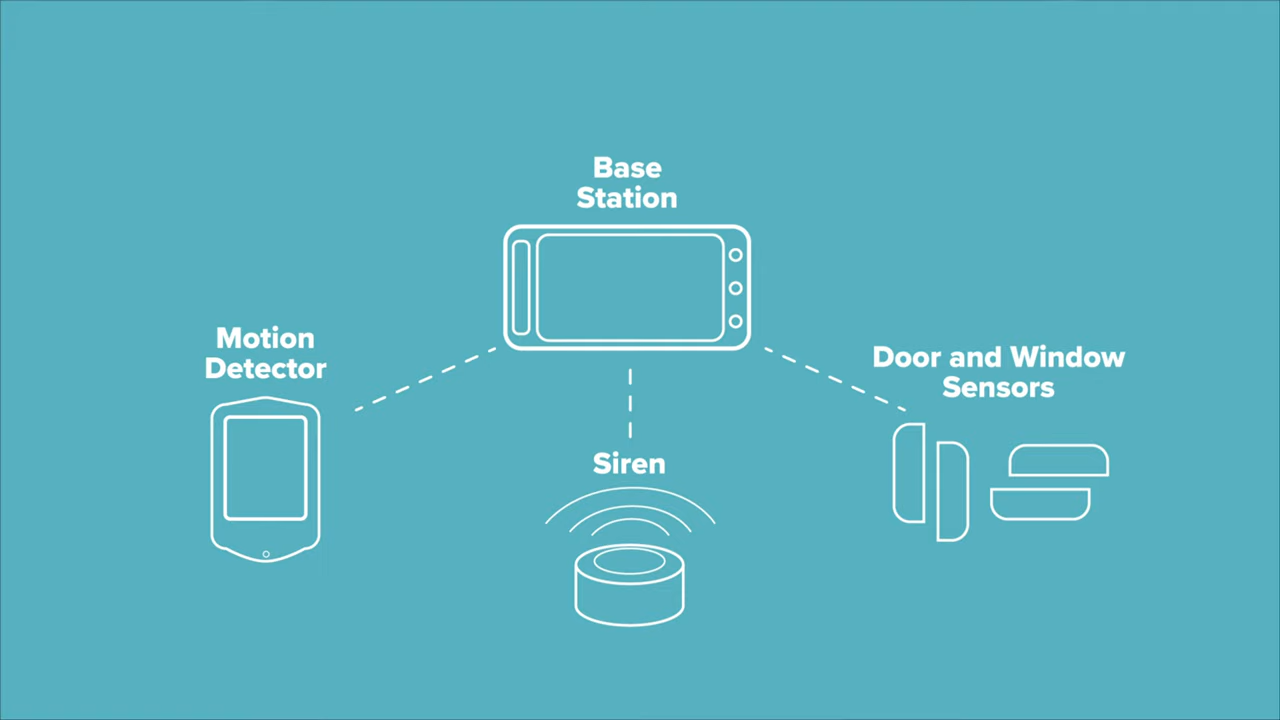 Base
Station
Motion
Detector
Door and Window
Sensors
Siren